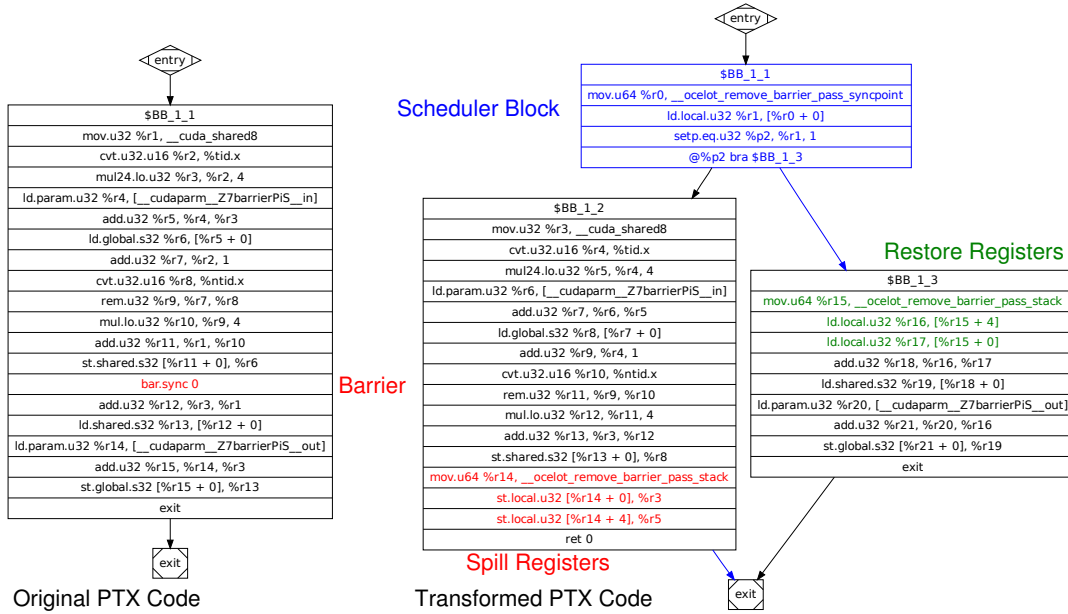 entry
$BB_1_1
mov.u32 %r1, __cuda_shared8
cvt.u32.u16 %r2, %tid.x
mul24.lo.u32 %r3, %r2, 4
ld.param.u32 %r4, [__cudaparm__Z7barrierPiS__in]
add.u32 %r5, %r4, %r3
ld.global.s32 %r6, [%r5 + 0]
add.u32 %r7, %r2, 1
cvt.u32.u16 %r8, %ntid.x
rem.u32 %r9, %r7, %r8
mul.lo.u32 %r10, %r9, 4
add.u32 %r11, %r1, %r10
st.shared.s32 [%r11 + 0], %r6
bar.sync 0
add.u32 %r12, %r3, %r1
ld.shared.s32 %r13, [%r12 + 0]
ld.param.u32 %r14, [__cudaparm__Z7barrierPiS__out]
add.u32 %r15, %r14, %r3
st.global.s32 [%r15 + 0], %r13
exit
exit
Barrier
Original PTX Code
entry
Scheduler Block
$BB_1_1
mov.u64 %r0, __ocelot_remove_barrier_pass_syncpoint
ld.local.u32 %r1, [%r0 + 0]
setp.eq.u32 %p2, %r1, 1
@%p2 bra $BB_1_3
$BB_1_2
mov.u32 %r3, __cuda_shared8
cvt.u32.u16 %r4, %tid.x
mul24.lo.u32 %r5, %r4, 4
ld.param.u32 %r6, [__cudaparm__Z7barrierPiS__in]
add.u32 %r7, %r6, %r5
ld.global.s32 %r8, [%r7 + 0]
add.u32 %r9, %r4, 1
cvt.u32.u16 %r10, %ntid.x
rem.u32 %r11, %r9, %r10
mul.lo.u32 %r12, %r11, 4
add.u32 %r13, %r3, %r12
st.shared.s32 [%r13 + 0], %r8
mov.u64 %r14, __ocelot_remove_barrier_pass_stack
st.local.u32 [%r14 + 0], %r3
st.local.u32 [%r14 + 4], %r5
ret 0
Spill Registers
Restore Registers
$BB_1_3
mov.u64 %r15, __ocelot_remove_barrier_pass_stack
ld.local.u32 %r16, [%r15 + 4]
ld.local.u32 %r17, [%r15 + 0]
add.u32 %r18, %r16, %r17
ld.shared.s32 %r19, [%r18 + 0]
ld.param.u32 %r20, [__cudaparm__Z7barrierPiS__out]
add.u32 %r21, %r20, %r16
st.global.s32 [%r21 + 0], %r19
exit
exit
Transformed PTX Code